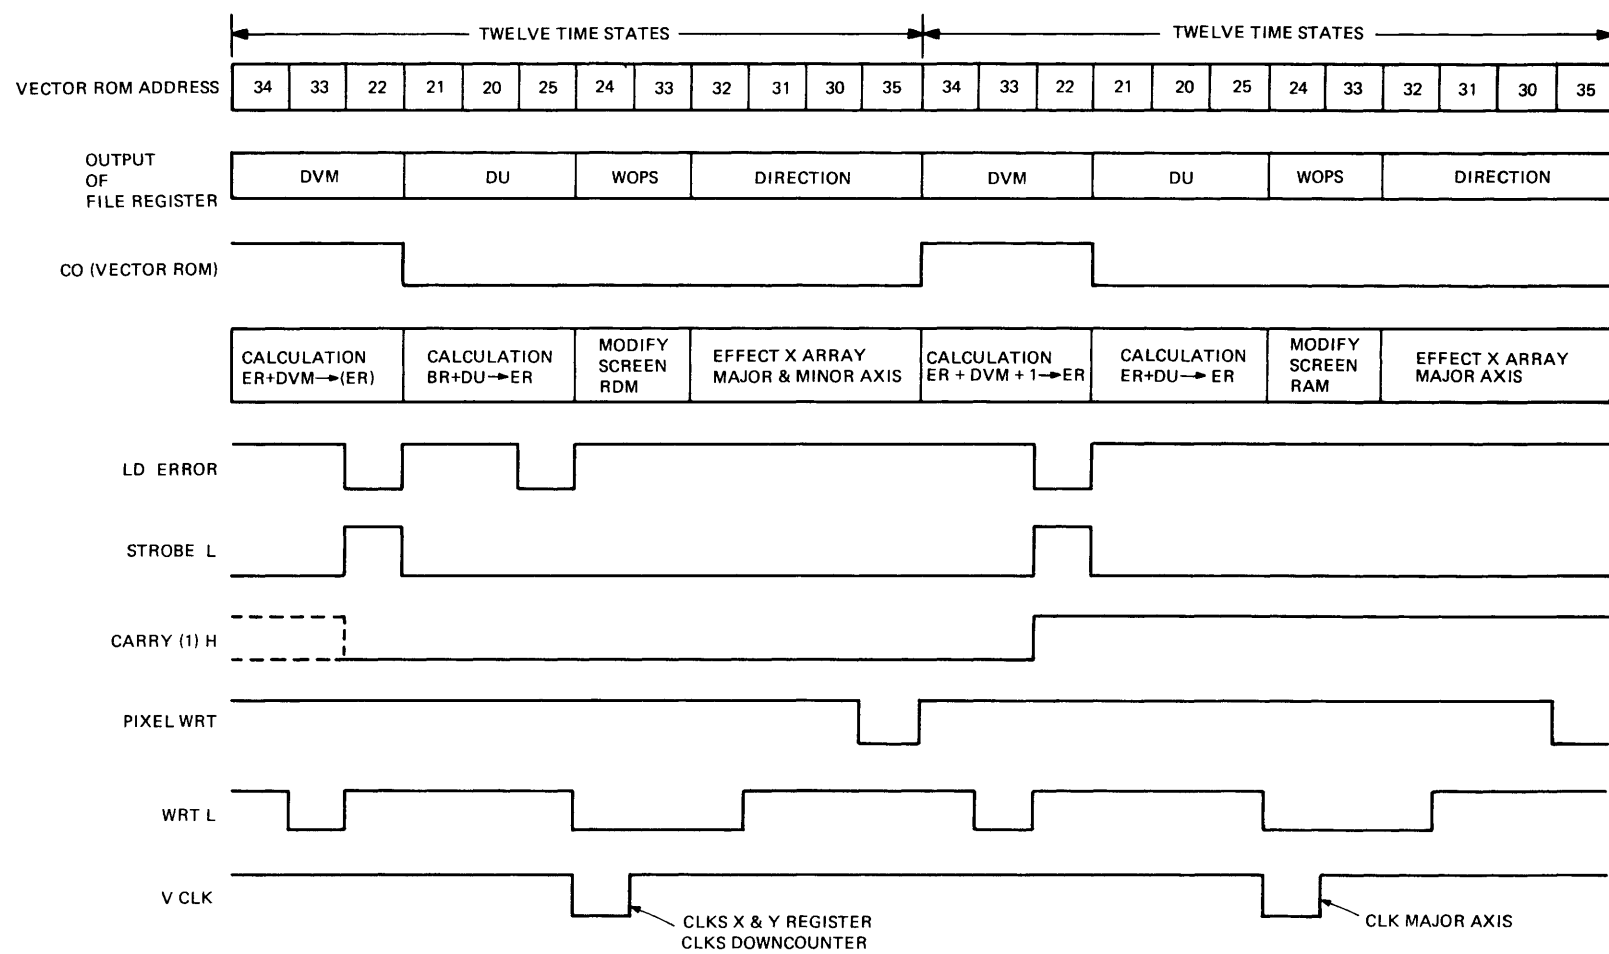 TWELVE TIME STATES TWELVE TIME STATES
VECTOR ROM ADDRESS 34 33 22 21 20 25 24 33 32 31 30 35 34 33 22 21 20 25 24 33 32 31 30 35
OUTPUT
OF
FILE REGISTER
DVM DU WOPS DIRECTION DVM DU WOPS DIRECTION
CO (VECTOR ROM)
CALCULATION
ER+DVM→(ER)
CALCULATION
BR+DU→ER
MODIFY
SCREEN
RDM
EFFECT X ARRAY
MAJOR & MINOR AXIS
CALCULATION
ER + DVM + 1→ER
CALCULATION
ER+DU→ ER
MODIFY
SCREEN
RAM
EFFECT X ARRAY
MAJOR AXIS
LD ERROR
STROBE L
CARRY (1) H
PIXEL WRT
WRT L
V CLK
CLKS X & Y REGISTER
CLKS DOWNCOUNTER
CLK MAJOR AXIS